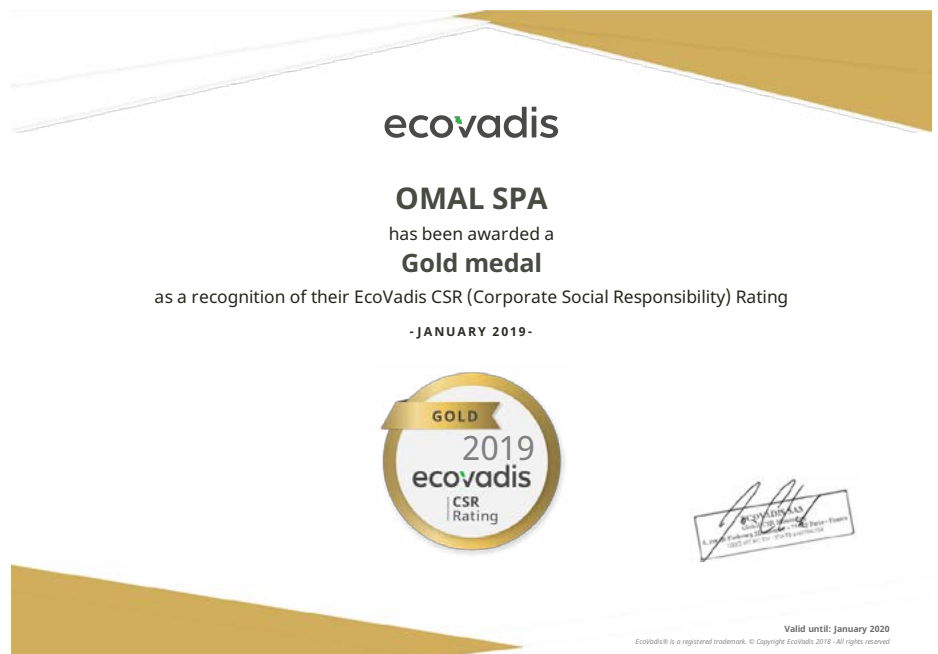 ecovadis
OMAL SPA
has been awarded a
Gold medal
as a recognition of their EcoVadis CSR (Corporate Social Responsibility) Rating
-JANUARY 2019-
GOLD
2019
ecovadis
CSR
Rating
ECOVADIS SAS
Valid until: January 2020
EcoVadis® is a registered trademark. © Copyright EcoVadis 2018 - All rights reserved